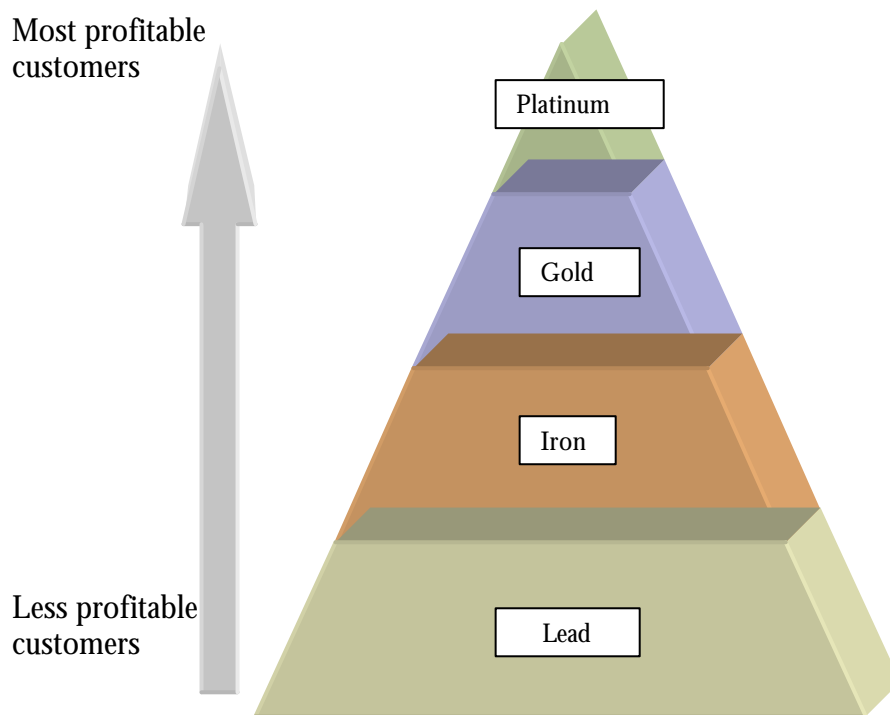 Most profitable
customers
Platinum
Gold
Iron
Less profitable
customers
Lead